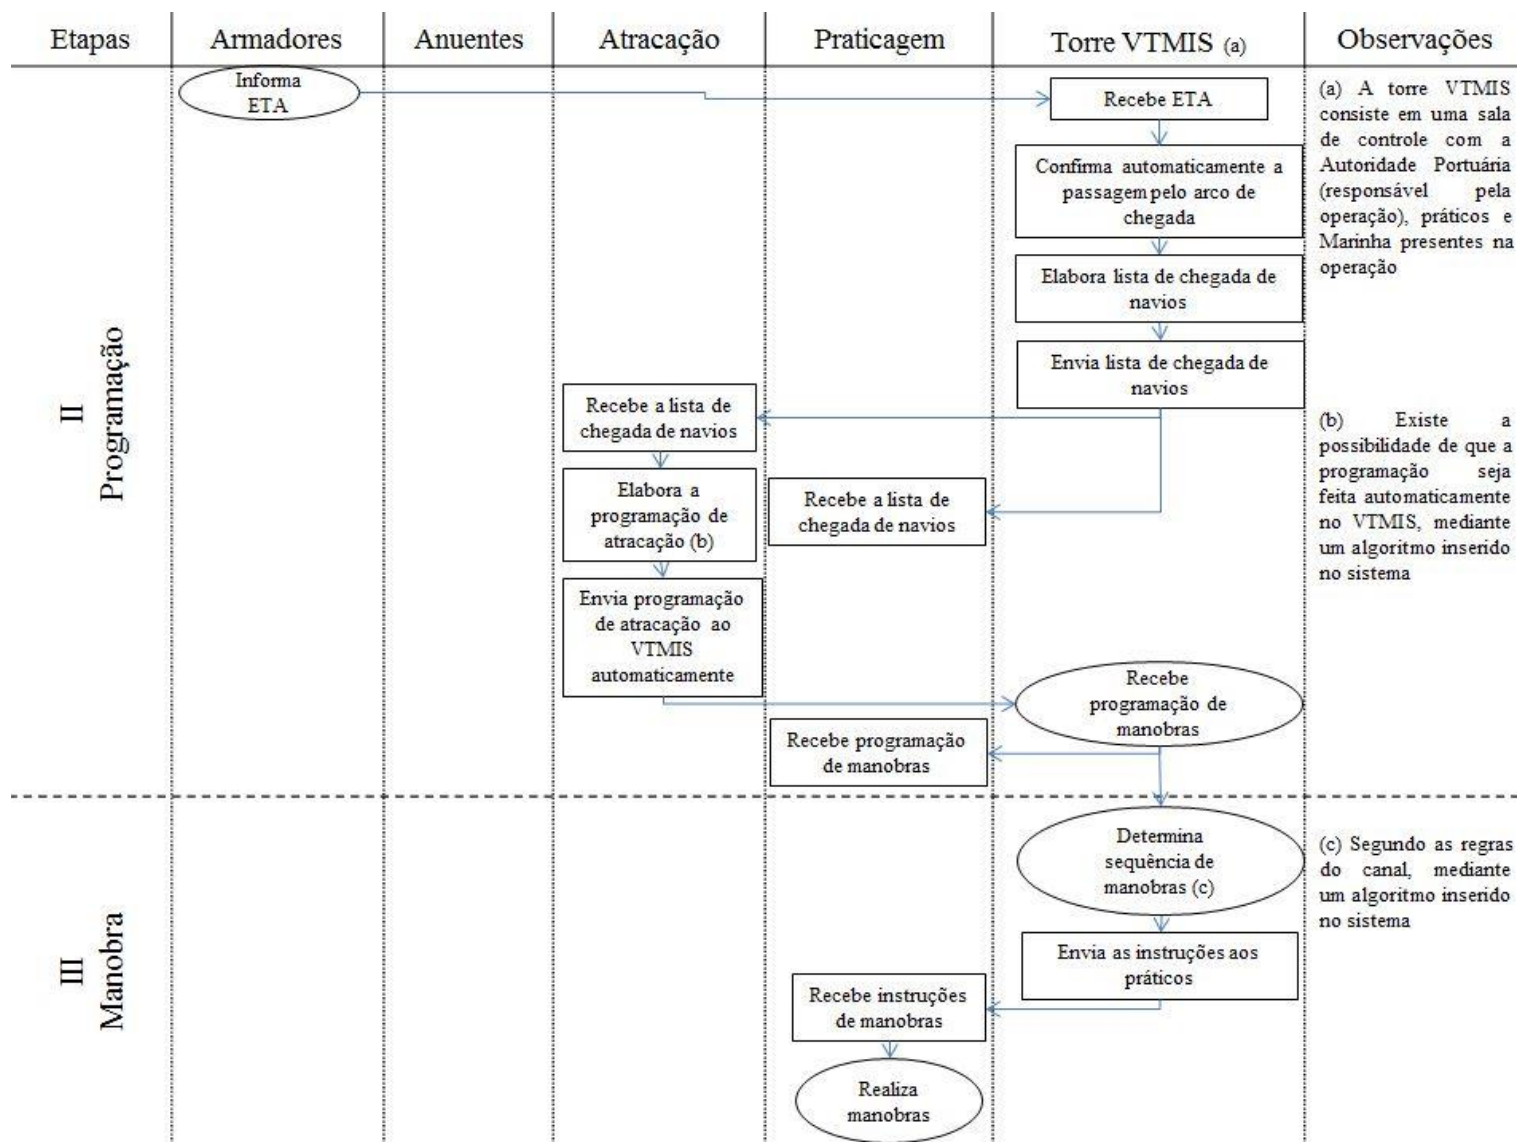 Etapas
Armadores
Anuentes
Atracação
Praticagem
Torre VTMIS (a)
Observações
Informa
ETA
Recebe ETA
Confirma automaticamente a
passagem pelo arco de
chegada
Elabora lista de chegada de
navios
Envia lista de chegada de
navios
(a) A torre VTMIS
consiste em uma sala
de controle com a
Autoridade Portuária
(responsável pela
operação), práticos e
Marinha presentes na
operação
II
Programação
Recebe a lista de
chegada de navios
Elabora a
programação de
atracação (b)
Envia programação
de atracação ao
VTMIS
automaticamente
Recebe a lista de
chegada de navios
(b) Existe a
possibilidade de que a
programação seja
feita automaticamente
no VTMIS, mediante
um algoritmo inserido
no sistema
Recebe
programação de
manobras
Recebe programação
de manobras
III
Manobra
Determina
sequência de
manobras (c)
(c) Segundo as regras
do canal, mediante
um algoritmo inserido
no sistema
Envia as instruções aos
práticos
Recebe instruções
de manobras
Realiza
manobras